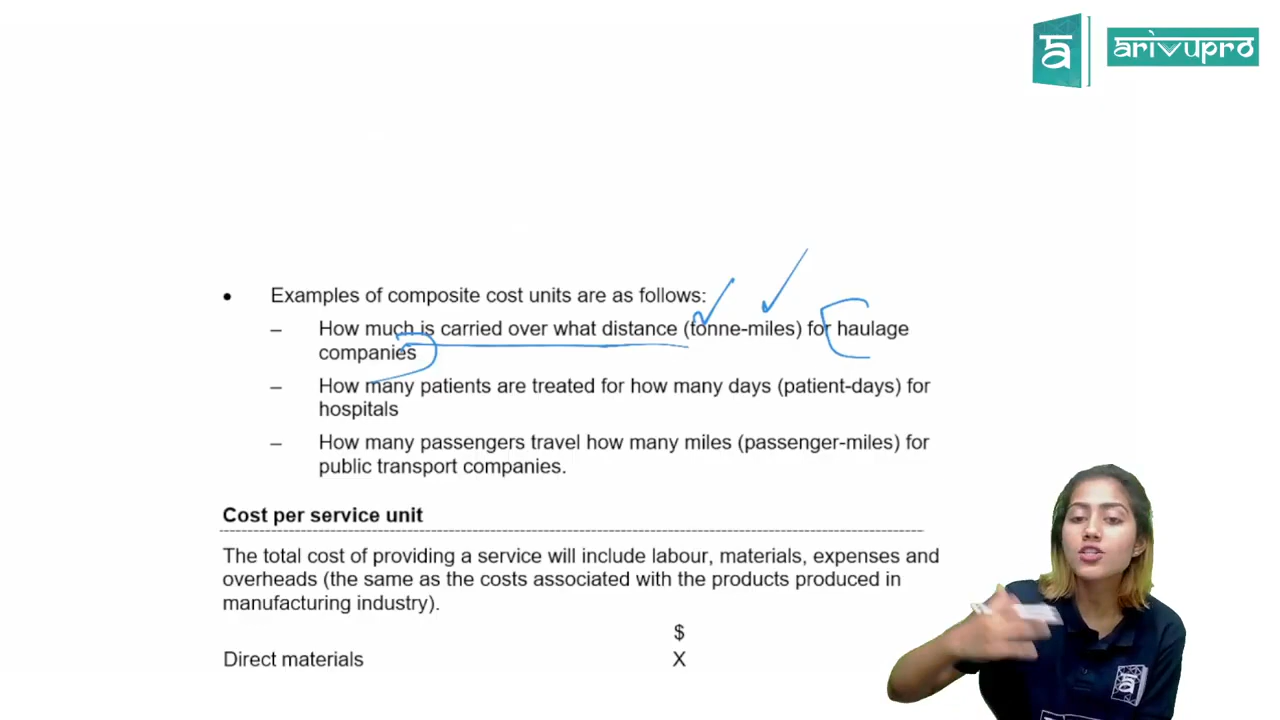 arivupro
• Examples of composite cost units are as follows:
– How much is carried over what distance (tonne-miles) for haulage
companies
– How many patients are treated for how many days (patient-days) for
hospitals
– How many passengers travel how many miles (passenger-miles) for
public transport companies.
Cost per service unit
The total cost of providing a service will include labour, materials, expenses and
overheads (the same as the costs associated with the products produced in
manufacturing industry).
$
Direct materials X